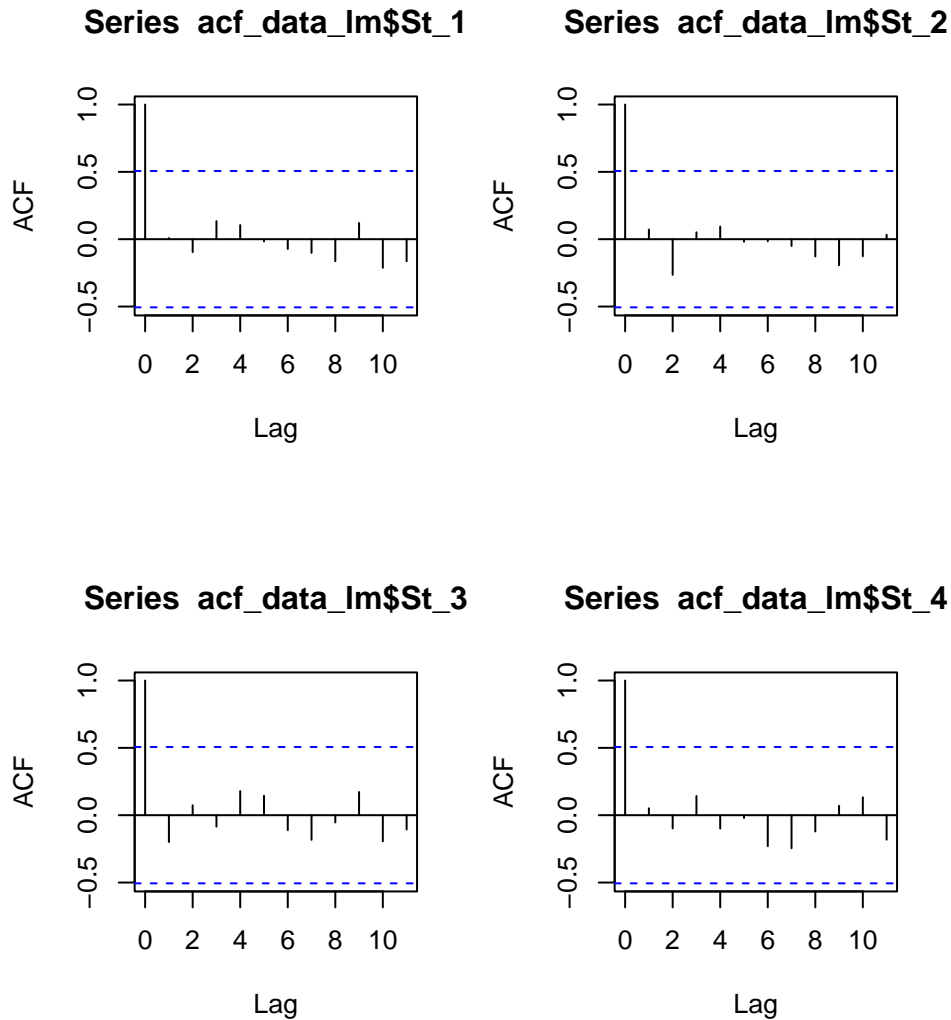 Series acf_data_lm$St_1
ACF
1.0
0.5
0.0
−0.5
0 2 4 6 8 10
Lag
Series acf_data_lm$St_2
ACF
1.0
0.5
0.0
−0.5
0 2 4 6 8 10
Lag
Series acf_data_lm$St_3
ACF
1.0
0.5
0.0
−0.5
0 2 4 6 8 10
Lag
Series acf_data_lm$St_4
ACF
1.0
0.5
0.0
−0.5
0 2 4 6 8 10
Lag